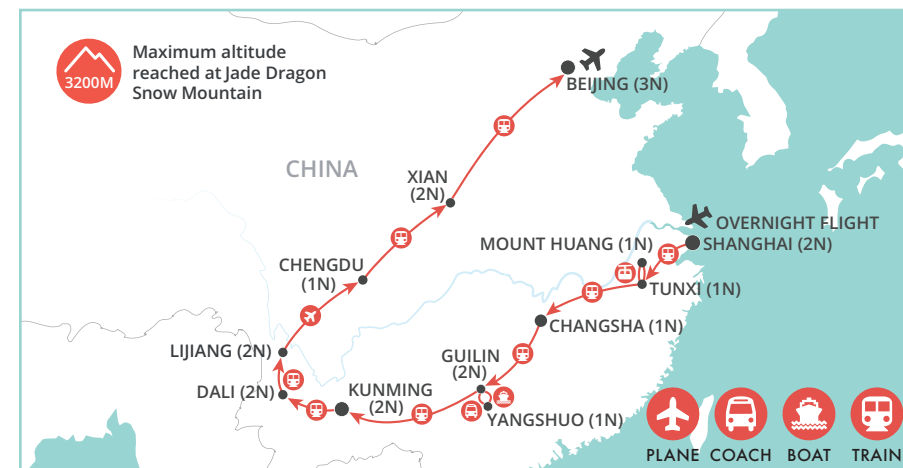 Maximum altitude
reached at Jade Dragon
Snow Mountain
3200M
BEIJING (3N)
CHINA
XIAN
(2N)
OVERNIGHT FLIGHT
SHANGHAI (2N)
MOUNT HUANG (1N)
CHENGDU
(1N)
TUNXI (1N)
CHANGSHA (1N)
LIJIANG (2N)
GUILIN
(2N)
DALI (2N)
KUNMING
(2N)
YANGSHUO (1N)
PLANE
COACH
BOAT
TRAIN